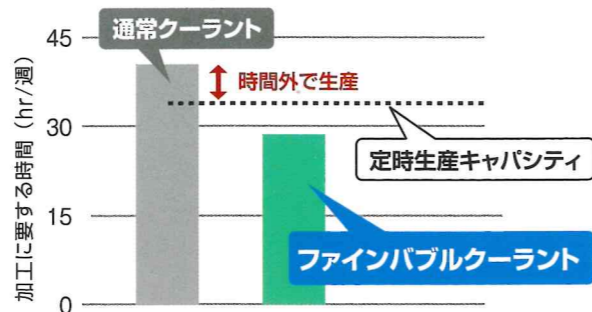 45
通常クーラント
時間外で生産
30
定時生産キャパシティ
15
ファインバブルクーラント
0
加工に要する時間（hr/週）